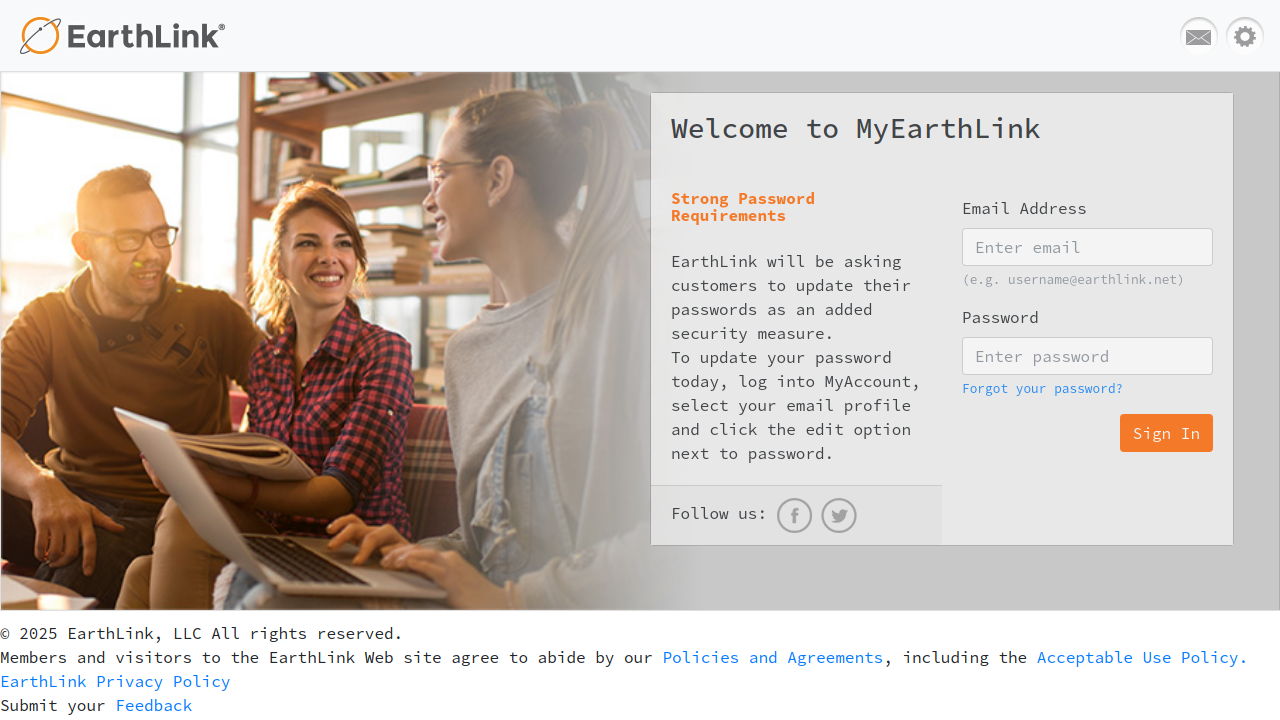 EarthLink®
Welcome to MyEarthLink
Strong Password
Requirements
EarthLink will be asking
customers to update their
passwords as an added
security measure.
To update your password
today, log into MyAccount,
select your email profile
and click the edit option
next to password.
Follow us:
Email Address
Enter email
(e.g. username@earthlink.net)
Password
Enter password
Forgot your password?
Sign In
© 2025 EarthLink, LLC All rights reserved.
Members and visitors to the EarthLink Web site agree to abide by our Policies and Agreements, including the Acceptable Use Policy.
EarthLink Privacy Policy
Submit your Feedback